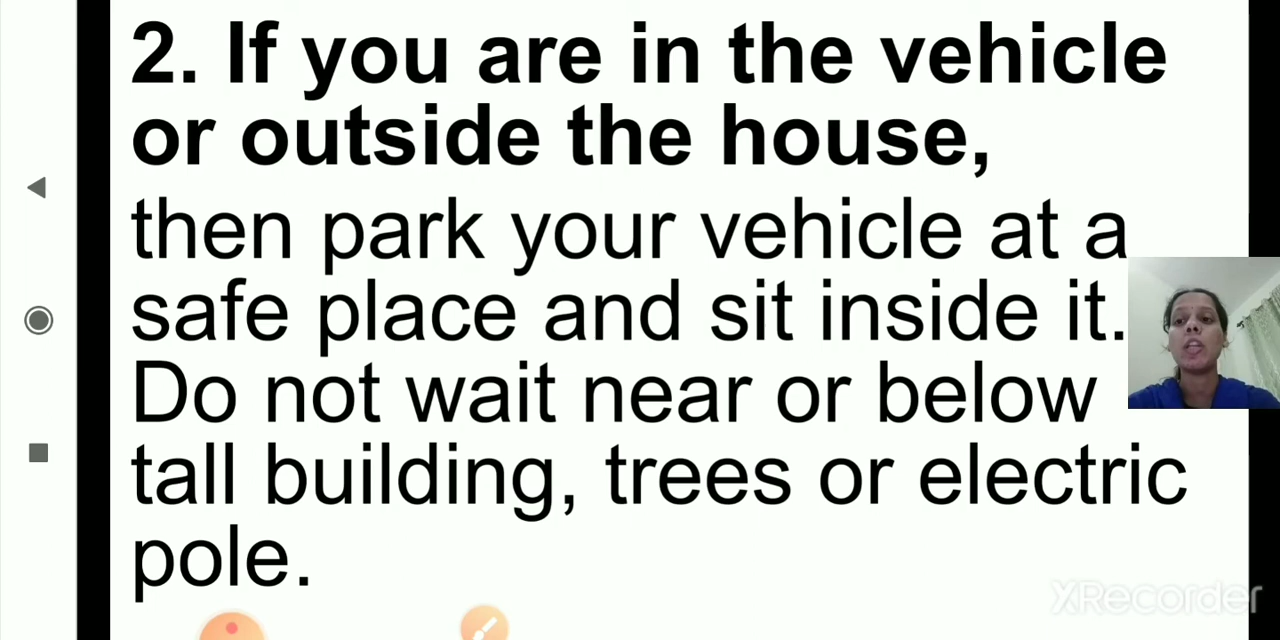 2. If you are in the vehicle
or outside the house,
then park your vehicle at a
safe place and sit inside it.
Do not wait near or below
tall building, trees or electric
pole.
XRecorder